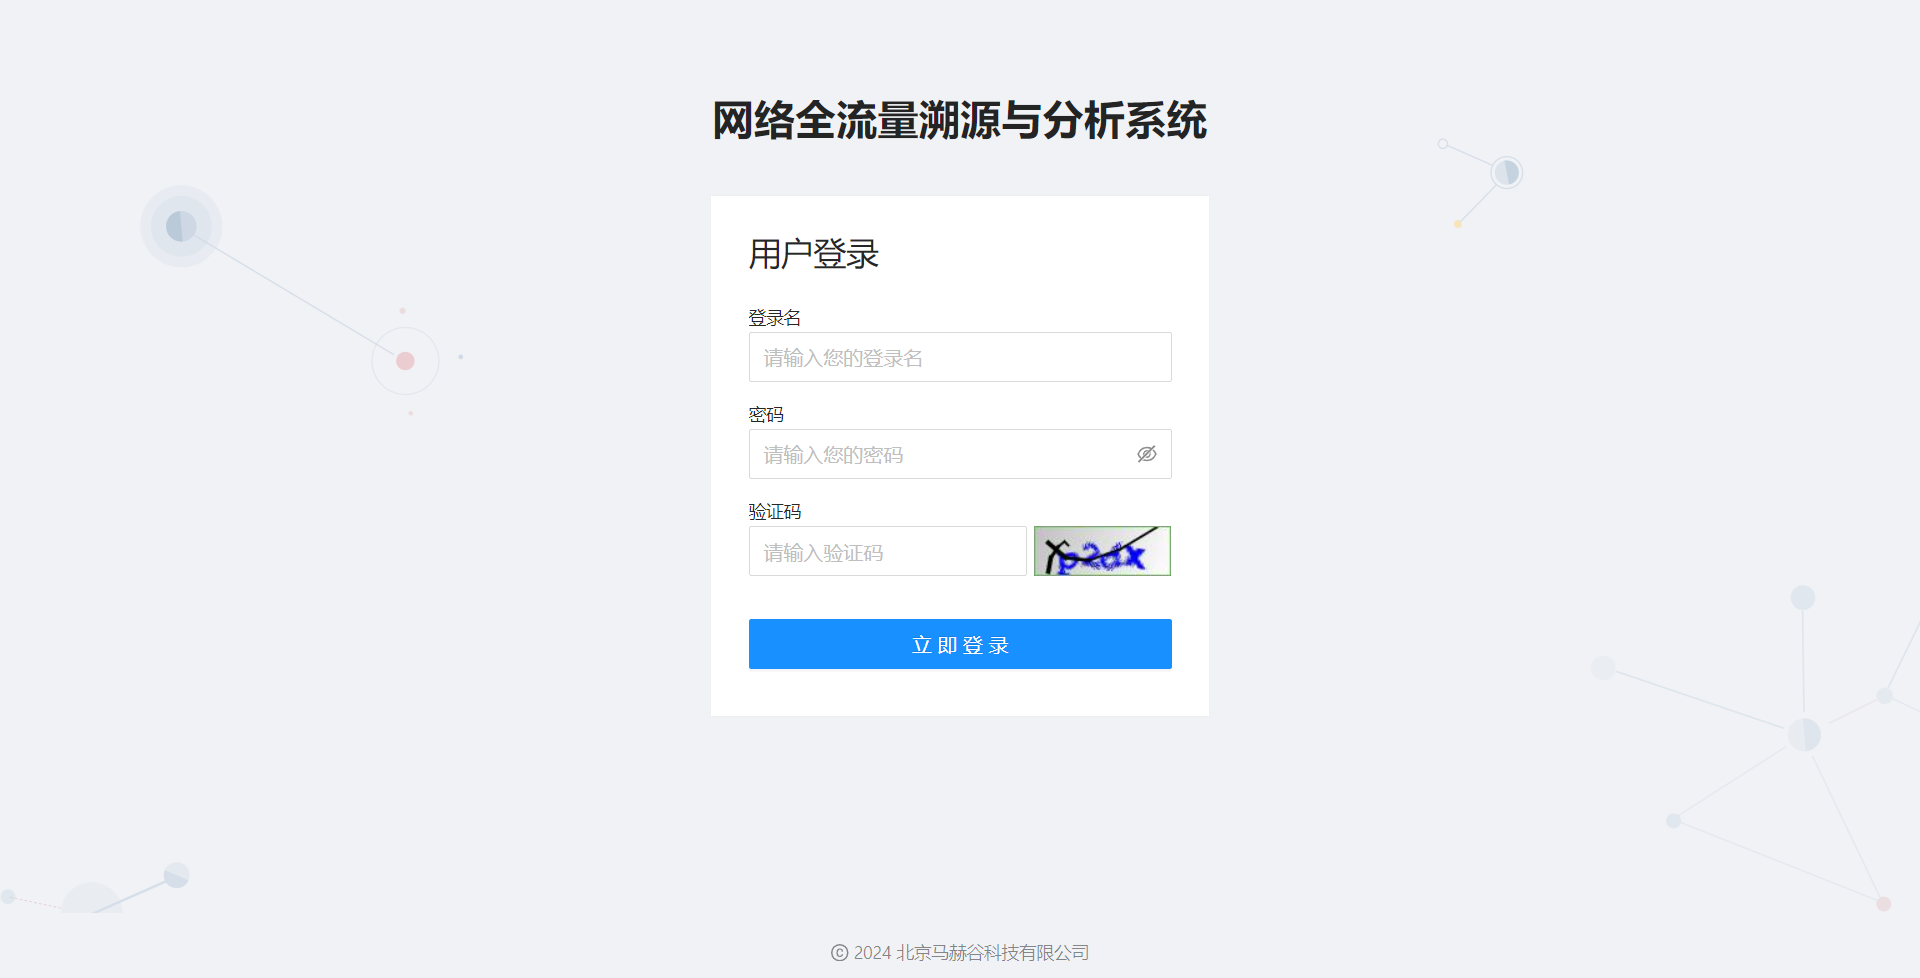 网络全流量溯源与分析系统
用户登录
登录名
请输入您的登录名
密码
请输入您的密码
验证码
请输入验证码
立即登录
© 2024 北京马赫谷科技有限公司